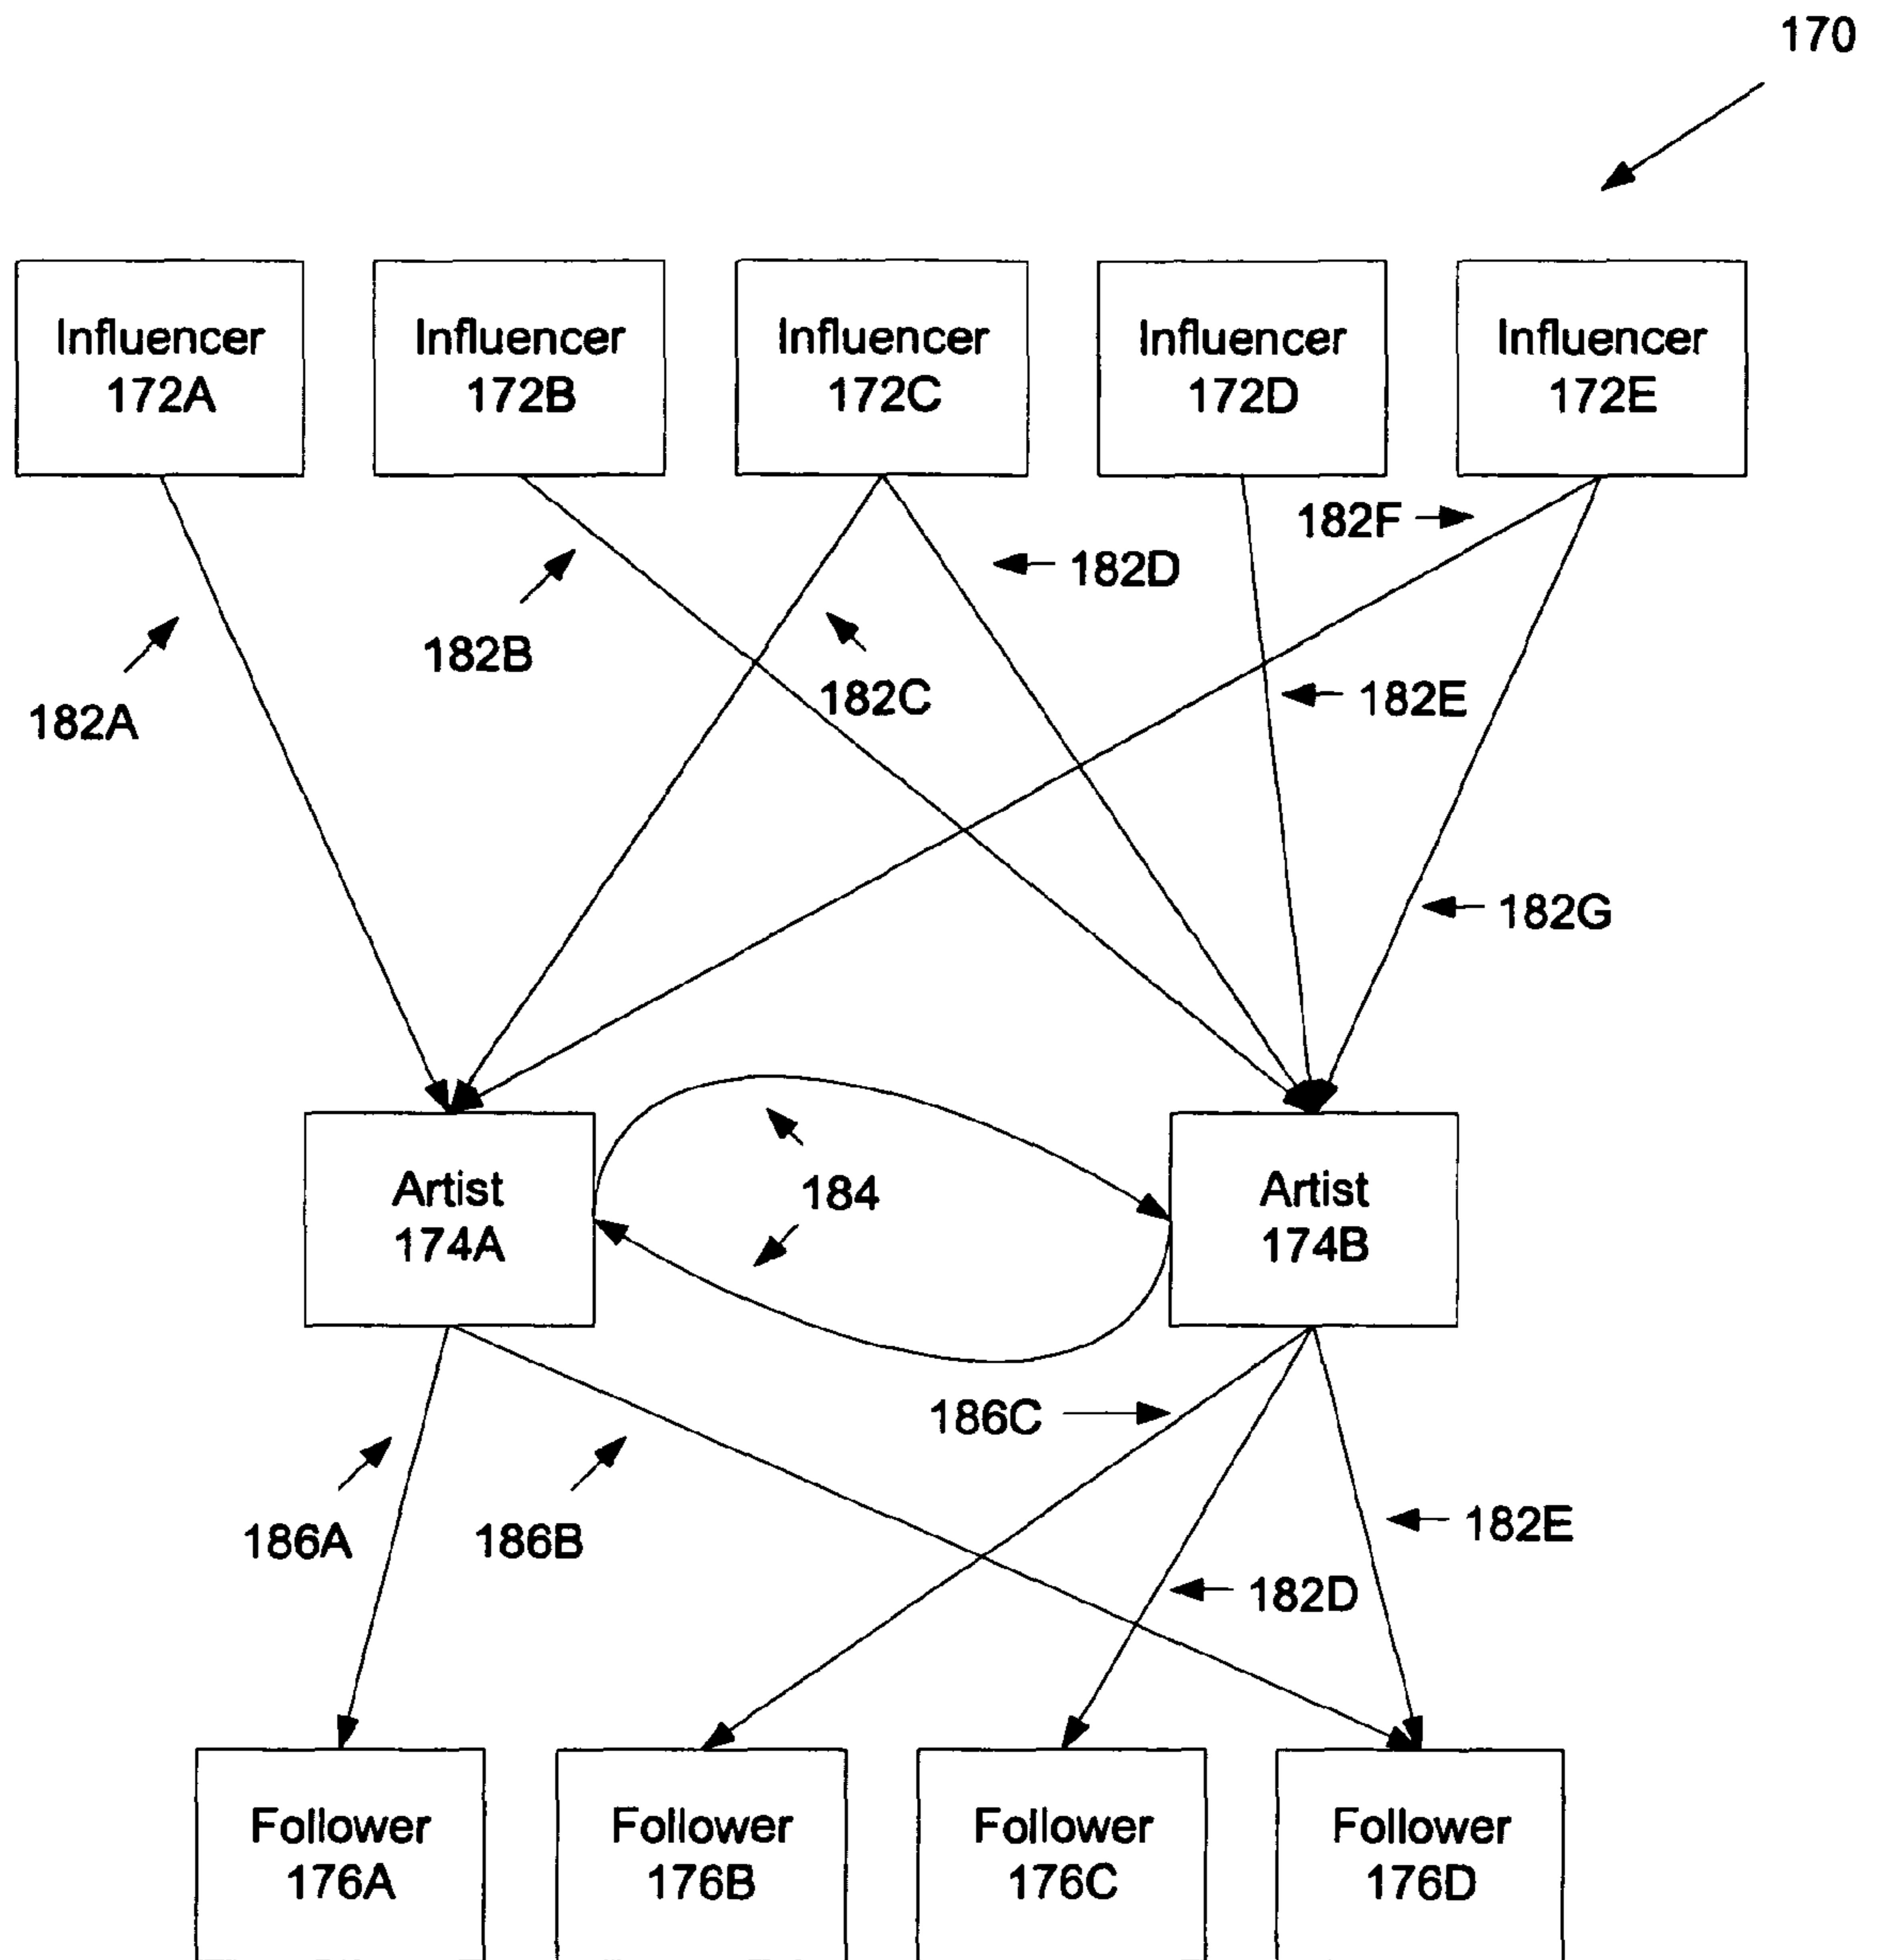 170
Influencer
172A
Influencer
172B
Influencer
172C
Influencer
172D
Influencer
172E
182F
182D
182B
182C
182E
182A
182G
Artist
174A
184
Artist
174B
186C
186A
186B
182E
182D
Follower
176A
Follower
176B
Follower
176C
Follower
176D